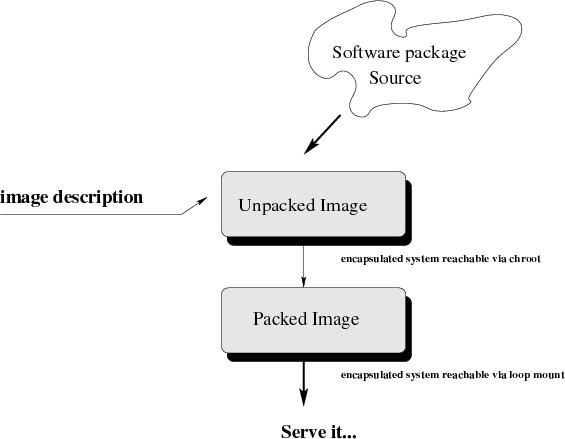 Software package
Source
image description
Unpacked Image
encapsulated system reachable via chroot
Packed Image
encapsulated system reachable via loop mount
Serve it...